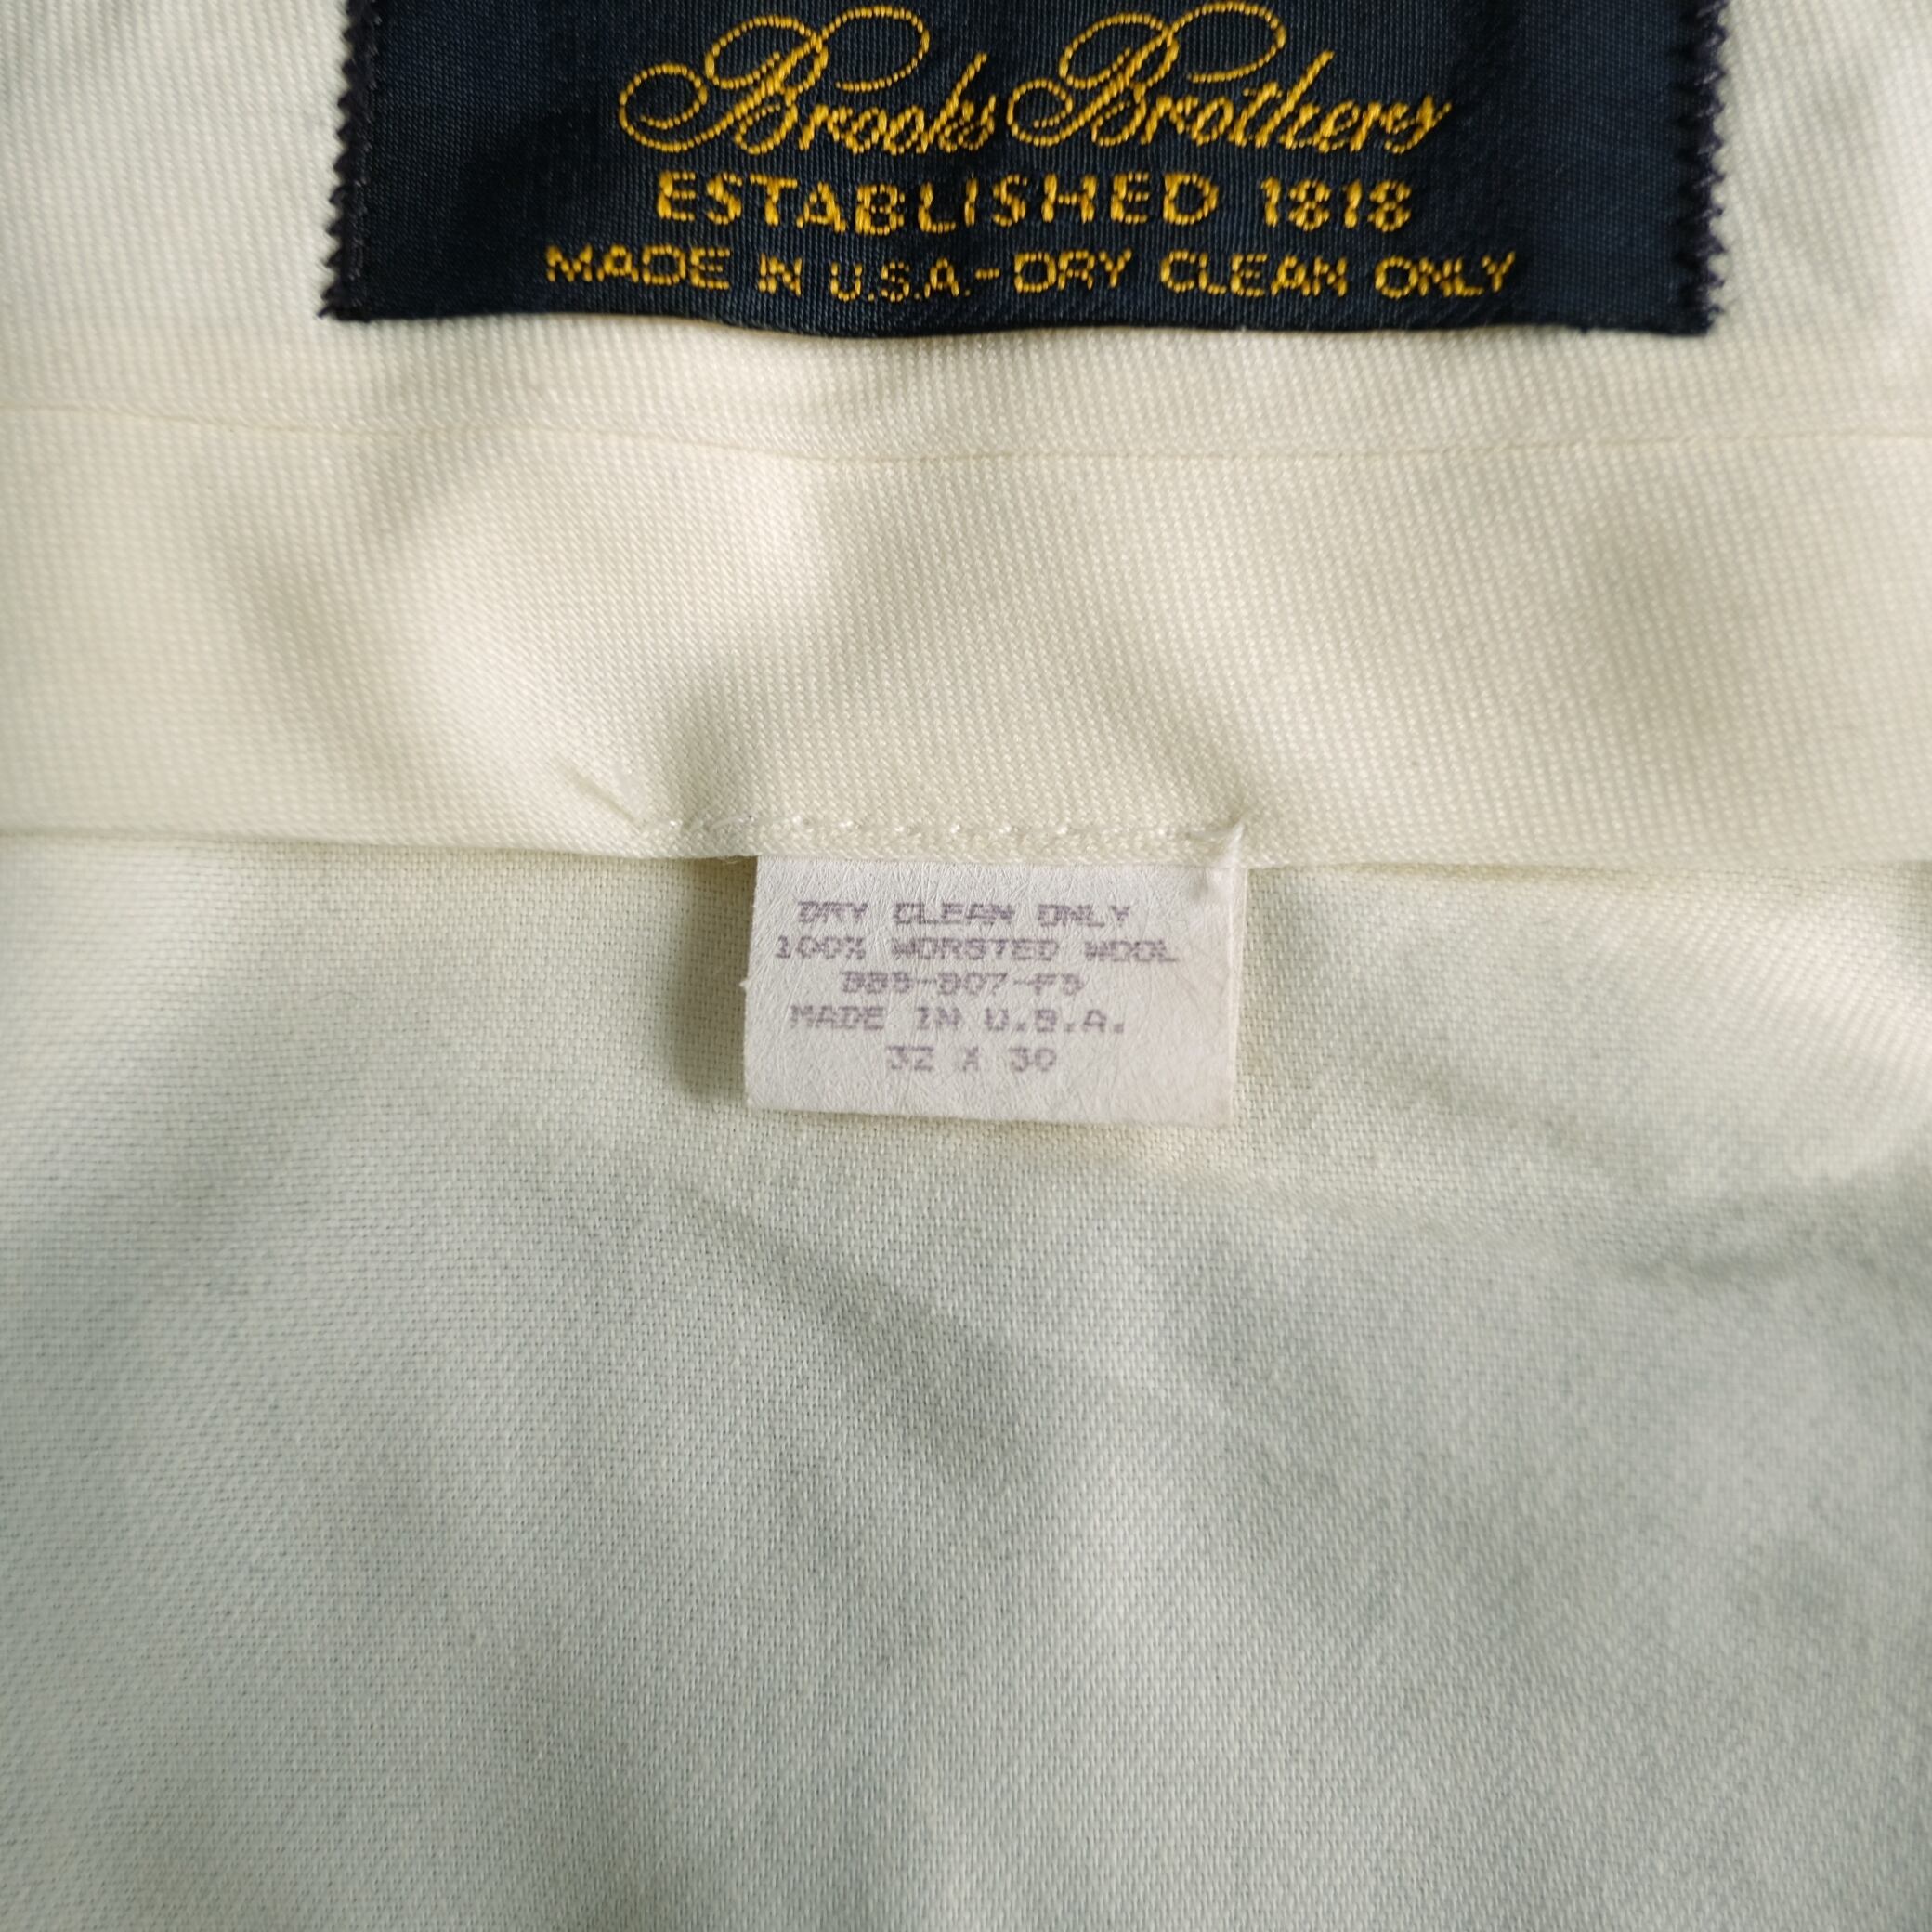 Brooks Brothers
ESTABLISHED 1818
MADE IN U.S.A.-DRY CLEAN ONLY
DRY CLEAN ONLY
100% WORSTED WOOL
MADE IN U.S.A.
32 X 30